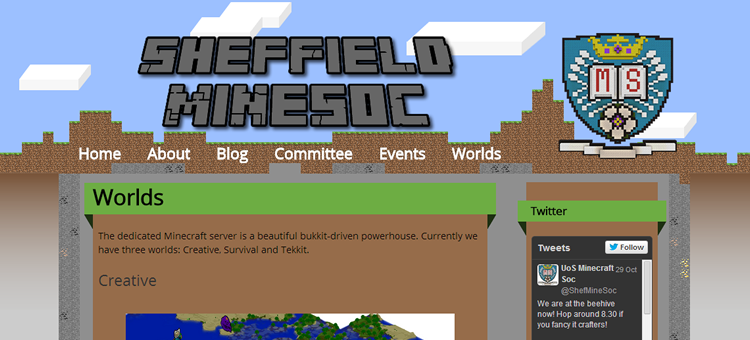 SHEFFIELD
MINESOC
M S
Home About Blog Committee Events Worlds
Worlds
The dedicated Minecraft server is a beautiful bukkit-driven powerhouse. Currently we
have three worlds: Creative, Survival and Tekkit.
Creative
Twitter
Tweets Follow
UoS Minecraft 29 Oct
Soc
@ShefMineSoc
We are at the beehive
now! Hop around 8.30 if
you fancy it crafters!